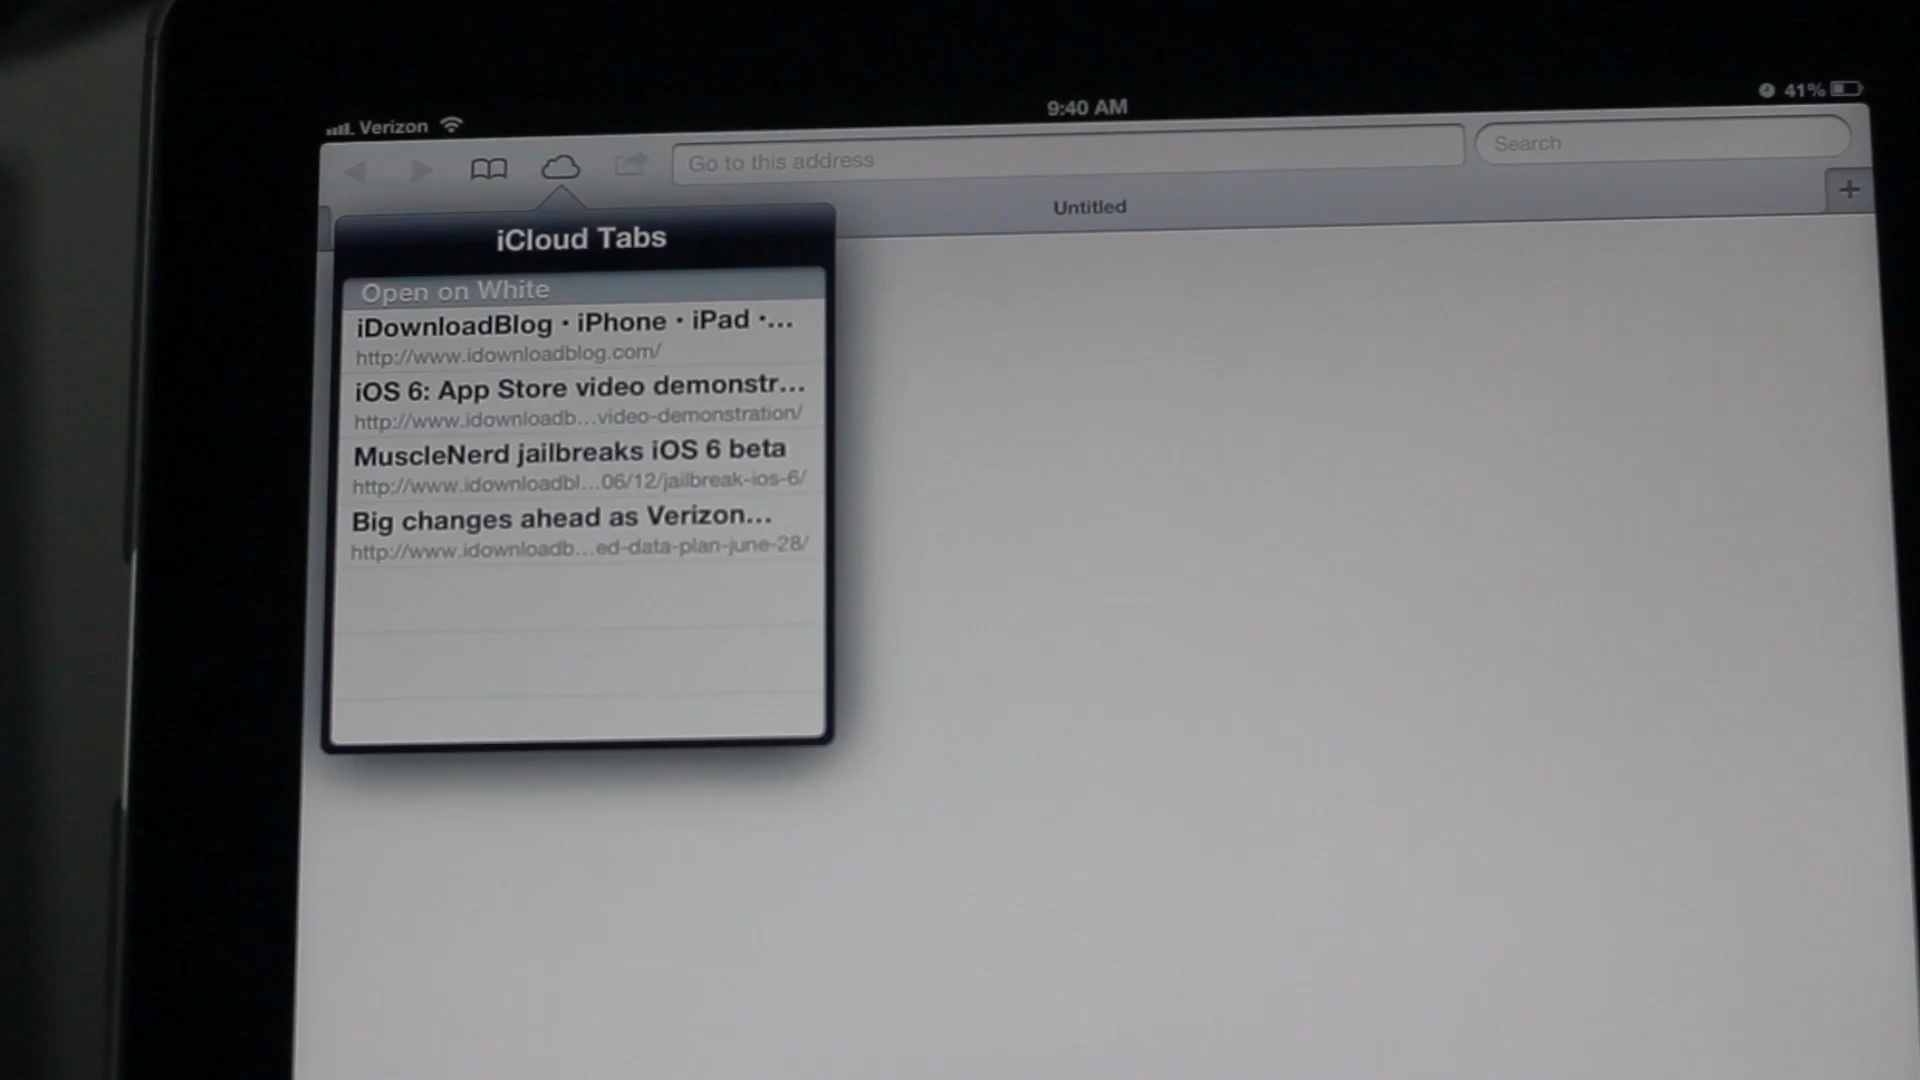 Verizon
9:40 AM
41%
Go to this address
Search
Untitled
iCloud Tabs
Open on White
iDownloadBlog • iPhone • iPad •...
http://www.idownloadblog.com/
iOS 6: App Store video demonstr...
http://www.idownloadb...video-demonstration/
MuscleNerd jailbreaks iOS 6 beta
http://www.idownloadbl...06/12/jailbreak-ios-6/
Big changes ahead as Verizon...
http://www.idownloadb...ed-data-plan-june-28/